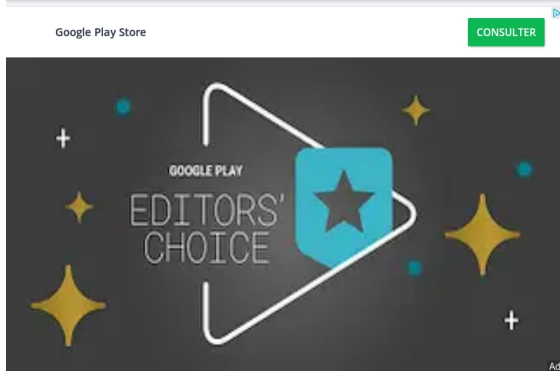 Google Play Store
CONSULTER
GOOGLE PLAY
EDITORS'
CHOICE
Ad